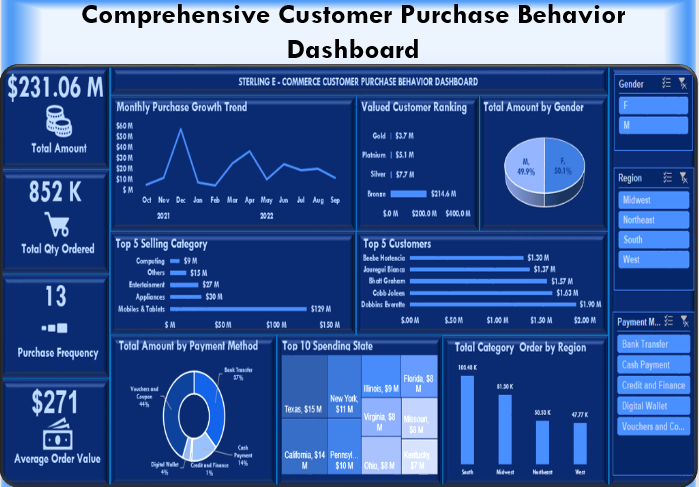 Comprehensive Customer Purchase Behavior
Dashboard
STERLING E - COMMERCE CUSTOMER PURCHASE BEHAVIOR DASHBOARD
$231.06 M
Total Amount
852 K
Total Qty Ordered
13
Purchase Frequency
$271
Average Order Value
Monthly Purchase Growth Trend
$60 M
$50 M
$40 M
$30 M
$20 M
$10 M
$ M
Oct Nov Dec Jan Feb Mar Apr May Jun Jul Aug Sep
2021 2022
Valued Customer Ranking
Gold | $3.7 M
Platnium | $5.1 M
Silver | $7.7 M
Bronze $214.6 M
$.0 M $200.0 M $400.0 M
Total Amount by Gender
M,
49.9%
F,
50.1%
Top 5 Selling Category
Computing $9 M
Others $15 M
Entertainment $27 M
Appliances $30 M
Mobiles & Tablets $129 M
$ M $50 M $100 M $150 M
Top 5 Customers
Beebe Hortencia $1.30 M
Jauregui Bianca $1.37 M
Bhatt Graham $1.57 M
Cobb Joleen $1.63 M
Dobbins Everette $1.90 M
$.00 M $.50 M $1.00 M $1.50 M $2.00 M
Total Amount by Payment Method
Bank Transfer
37%
Vouchers and
Coupon
44%
Cash
Payment
14%
Digital Wallet
4%
Credit and Finance
1%
Top 10 Spending State
Texas, $15 M
California, $14
M
New York,
$11 M
Pennsyl...
$10 M
Illinois, $9 M
Virginia, $8
M
Ohio, $8 M
Florida, $8
M
Missouri,
$8 M
Kentucky,
$7 M
Total Category Order by Region
81.20 K
47.77 K
South Midwest Northeast West
Gender
F
M
Region
Midwest
Northeast
South
West
Payment M...
Bank Transfer
Cash Payment
Credit and Finance
Digital Wallet
Vouchers and Co...